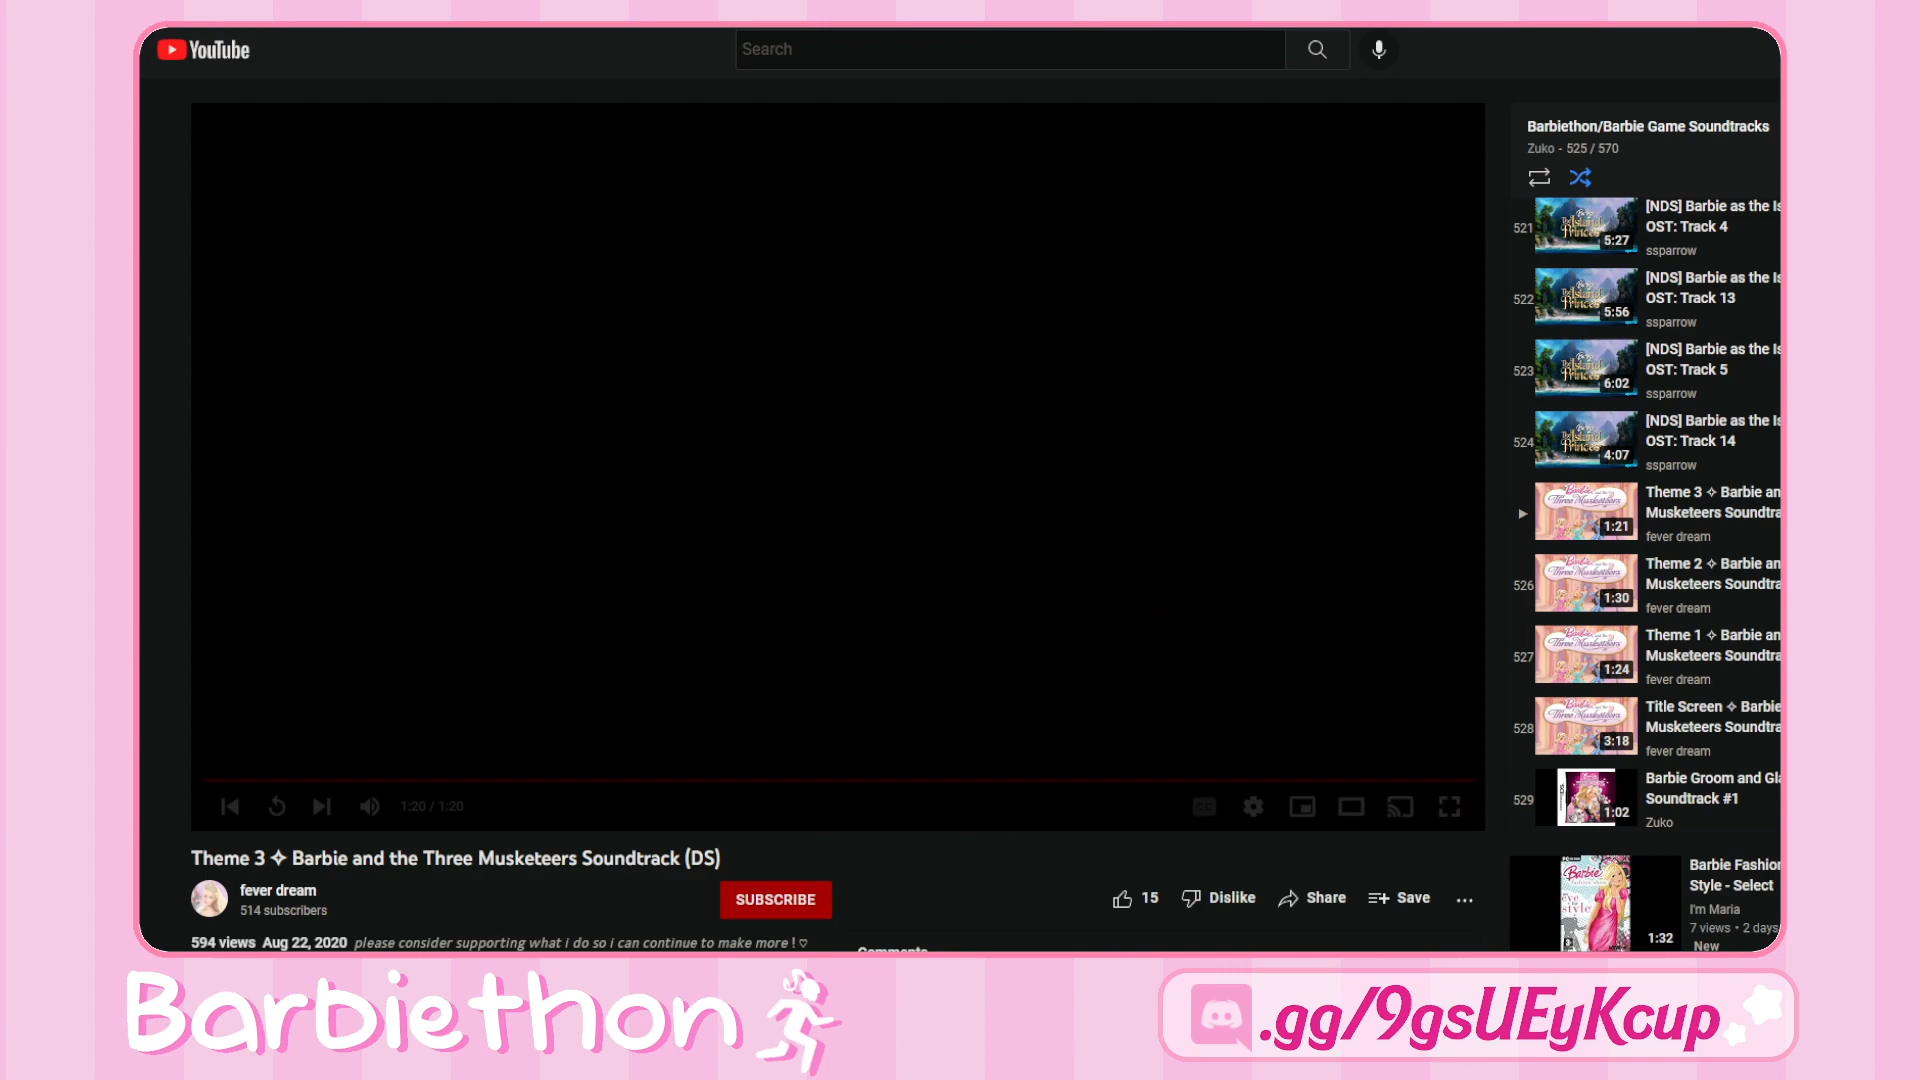 YouTube
Search
Barbiethon/Barbie Game Soundtracks
Zuko - 525 / 570
521
[NDS] Barbie as the Is
OST: Track 4
5:27
ssparrow
522
[NDS] Barbie as the Is
OST: Track 13
5:56
ssparrow
523
[NDS] Barbie as the Is
OST: Track 5
6:02
ssparrow
524
[NDS] Barbie as the Is
OST: Track 14
4:07
ssparrow
Theme 3 ✧ Barbie an
Musketeers Soundtra
1:21
fever dream
526
Theme 2 ✧ Barbie an
Musketeers Soundtra
1:30
fever dream
527
Theme 1 ✧ Barbie an
Musketeers Soundtra
1:24
fever dream
528
Title Screen ✧ Barbie
Musketeers Soundtra
3:18
fever dream
529
Barbie Groom and Gla
Soundtrack #1
1:02
Zuko
1:20 / 1:20
Theme 3 ✧ Barbie and the Three Musketeers Soundtrack (DS)
fever dream
514 subscribers
SUBSCRIBE
15 Dislike Share Save ...
594 views Aug 22, 2020 please consider supporting what i do so i can continue to make more ! ♡
Comments
Barbie
Barbie Fashion
Style - Select
I'm Maria
7 views • 2 days
New
1:32
Barbiethon
.gg/9gsUEyKcup